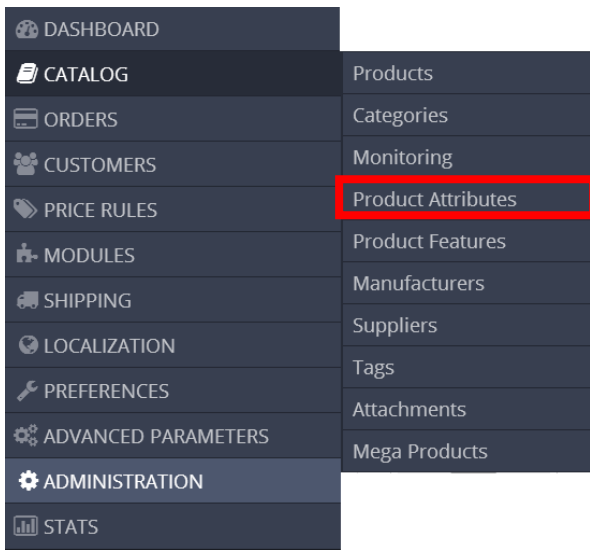 DASHBOARD
CATALOG
ORDERS
CUSTOMERS
PRICE RULES
MODULES
SHIPPING
LOCALIZATION
PREFERENCES
ADVANCED PARAMETERS
ADMINISTRATION
STATS
Products
Categories
Monitoring
Product Attributes
Product Features
Manufacturers
Suppliers
Tags
Attachments
Mega Products